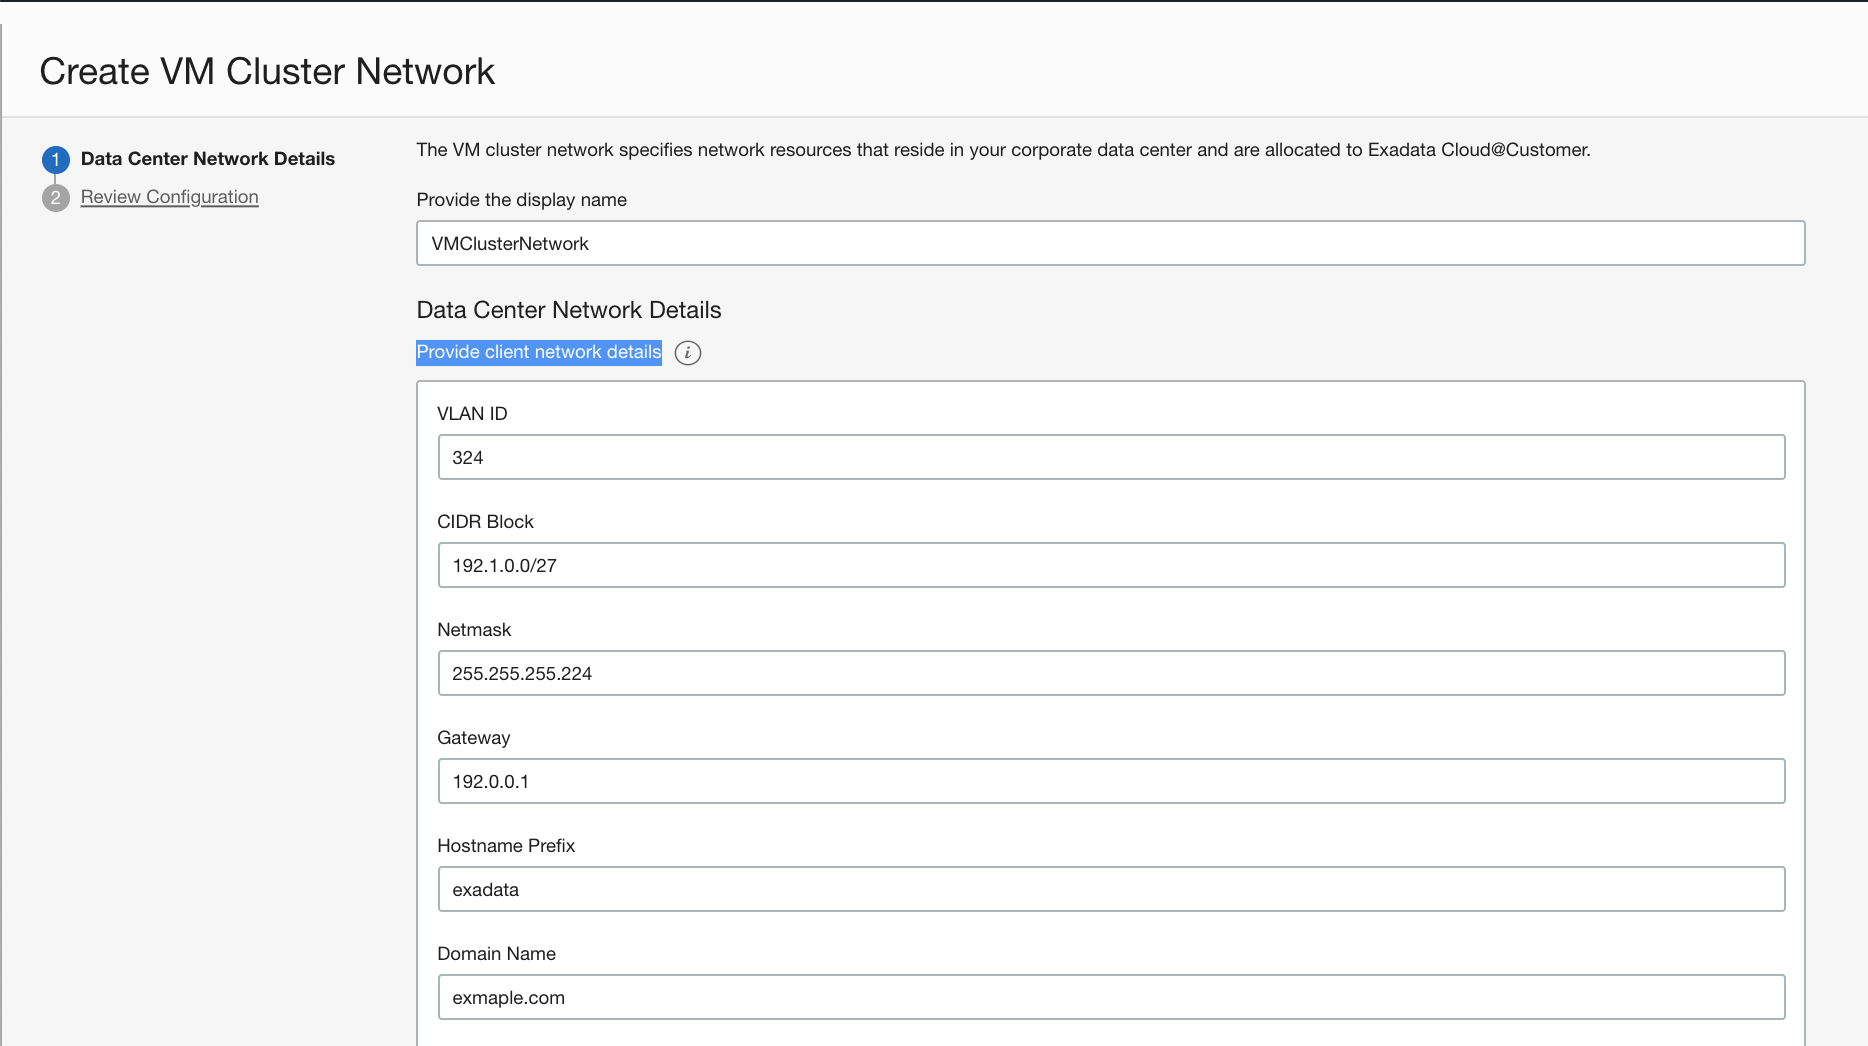 Create VM Cluster Network
1 Data Center Network Details
2 Review Configuration
The VM cluster network specifies network resources that reside in your corporate data center and are allocated to Exadata Cloud@Customer.
Provide the display name
VMClusterNetwork
Data Center Network Details
Provide client network details i
VLAN ID
324
CIDR Block
192.1.0.0/27
Netmask
255.255.255.224
Gateway
192.0.0.1
Hostname Prefix
exadata
Domain Name
exmaple.com